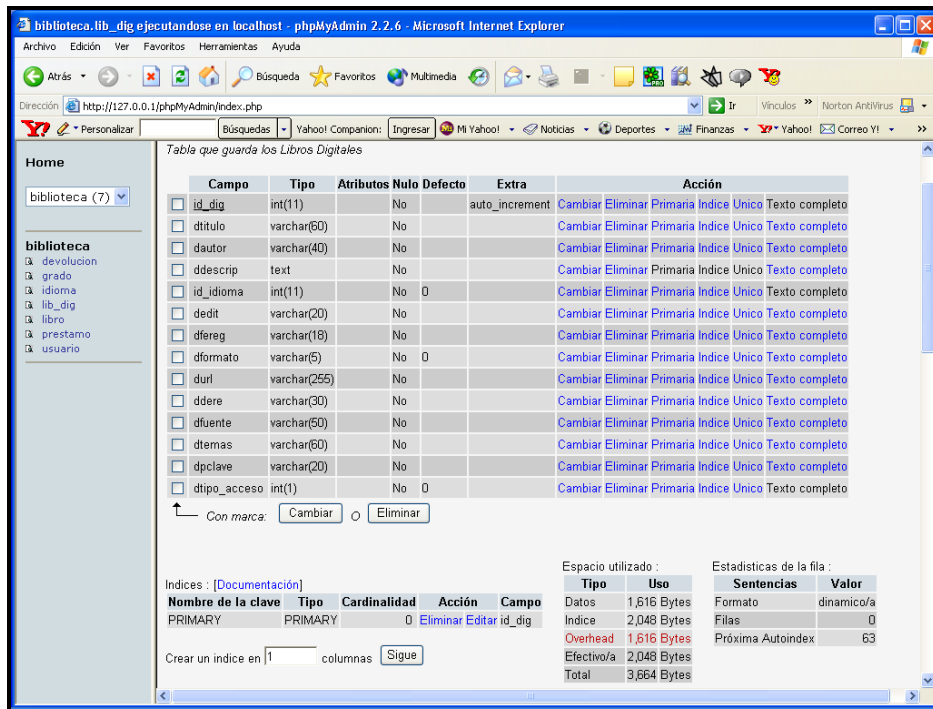 biblioteca.lib_dig ejecutandose en localhost - phpMyAdmin 2.2.6 - Microsoft Internet Explorer
Archivo Edición Ver Favoritos Herramientas Ayuda
Atrás Búsqueda Favoritos Multimedia
Dirección http://127.0.0.1/phpMyAdmin/index.php Ir Vínculos » Norton AntiVirus
Y! Personalizar Búsquedas Yahoo! Companion: Ingresar Mi Yahoo! Noticias Deportes Finanzas Yahoo! Correo Y! »
Home
biblioteca (7)
biblioteca
devolucion
grado
idioma
lib_dig
libro
prestamo
usuario
Tabla que guarda los Libros Digitales
Campo Tipo Atributos Nulo Defecto Extra Acción
id_dig int(11) No auto_increment Cambiar Eliminar Primaria Indice Unico Texto completo
dtitulo varchar(60) No Cambiar Eliminar Primaria Indice Unico Texto completo
dautor varchar(40) No Cambiar Eliminar Primaria Indice Unico Texto completo
ddescrip text No Cambiar Eliminar Primaria Indice Unico Texto completo
id_idioma int(11) No 0 Cambiar Eliminar Primaria Indice Unico Texto completo
dedit varchar(20) No Cambiar Eliminar Primaria Indice Unico Texto completo
dfereg varchar(18) No Cambiar Eliminar Primaria Indice Unico Texto completo
dformato varchar(5) No 0 Cambiar Eliminar Primaria Indice Unico Texto completo
durl varchar(255) No Cambiar Eliminar Primaria Indice Unico Texto completo
ddere varchar(30) No Cambiar Eliminar Primaria Indice Unico Texto completo
dfuente varchar(50) No Cambiar Eliminar Primaria Indice Unico Texto completo
dtemas varchar(60) No Cambiar Eliminar Primaria Indice Unico Texto completo
dpclave varchar(20) No Cambiar Eliminar Primaria Indice Unico Texto completo
dtipo_acceso int(1) No 0 Cambiar Eliminar Primaria Indice Unico Texto completo
Con marca: Cambiar O Eliminar
Indices : [Documentación]
Nombre de la clave Tipo Cardinalidad Acción Campo
PRIMARY PRIMARY 0 Eliminar Editar id_dig
Crear un indice en 1 columnas Sigue
Espacio utilizado :
Tipo Uso
Datos 1,616 Bytes
Indice 2,048 Bytes
Overhead 1,616 Bytes
Efectivo/a 2,048 Bytes
Total 3,664 Bytes
Estadisticas de la fila :
Sentencias Valor
Formato dinamico/a
Filas 0
Próxima Autoindex 63